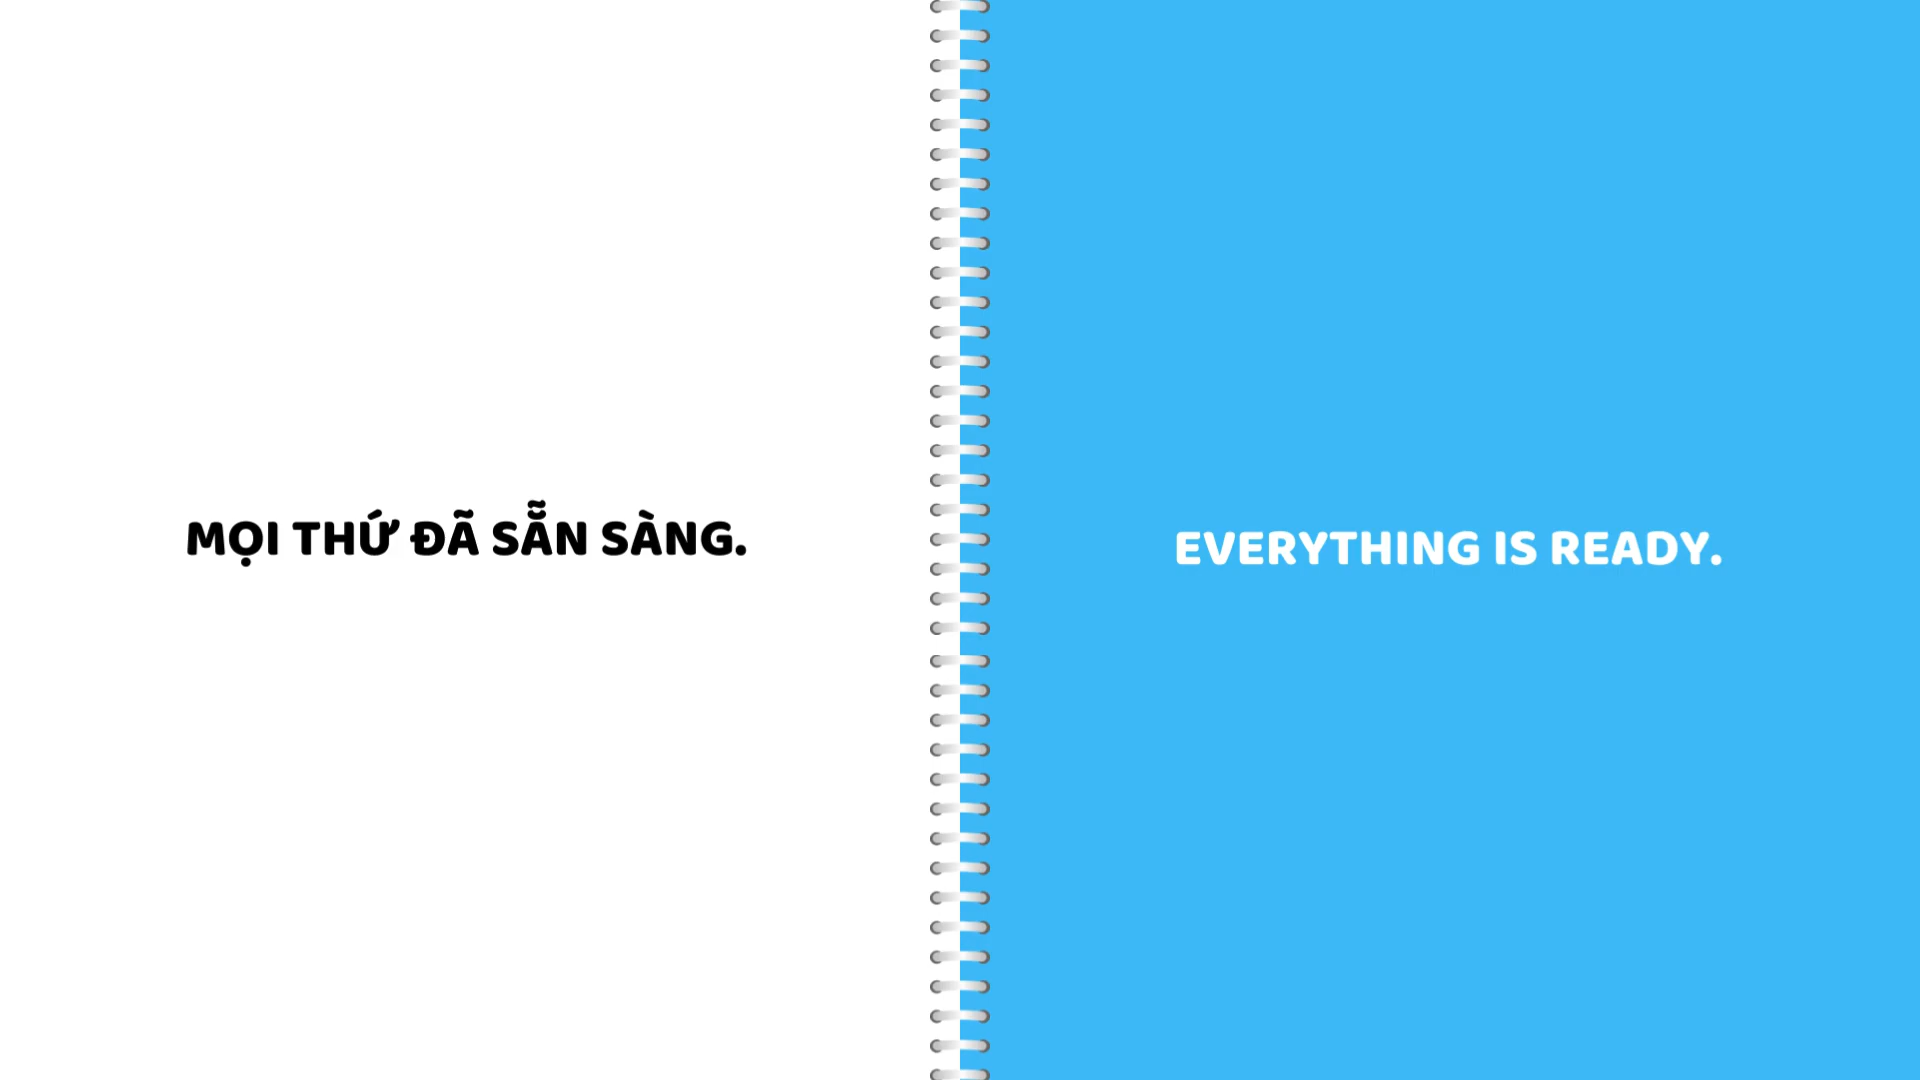 MỌI THỨ ĐÃ SẴN SÀNG.
EVERYTHING IS READY.